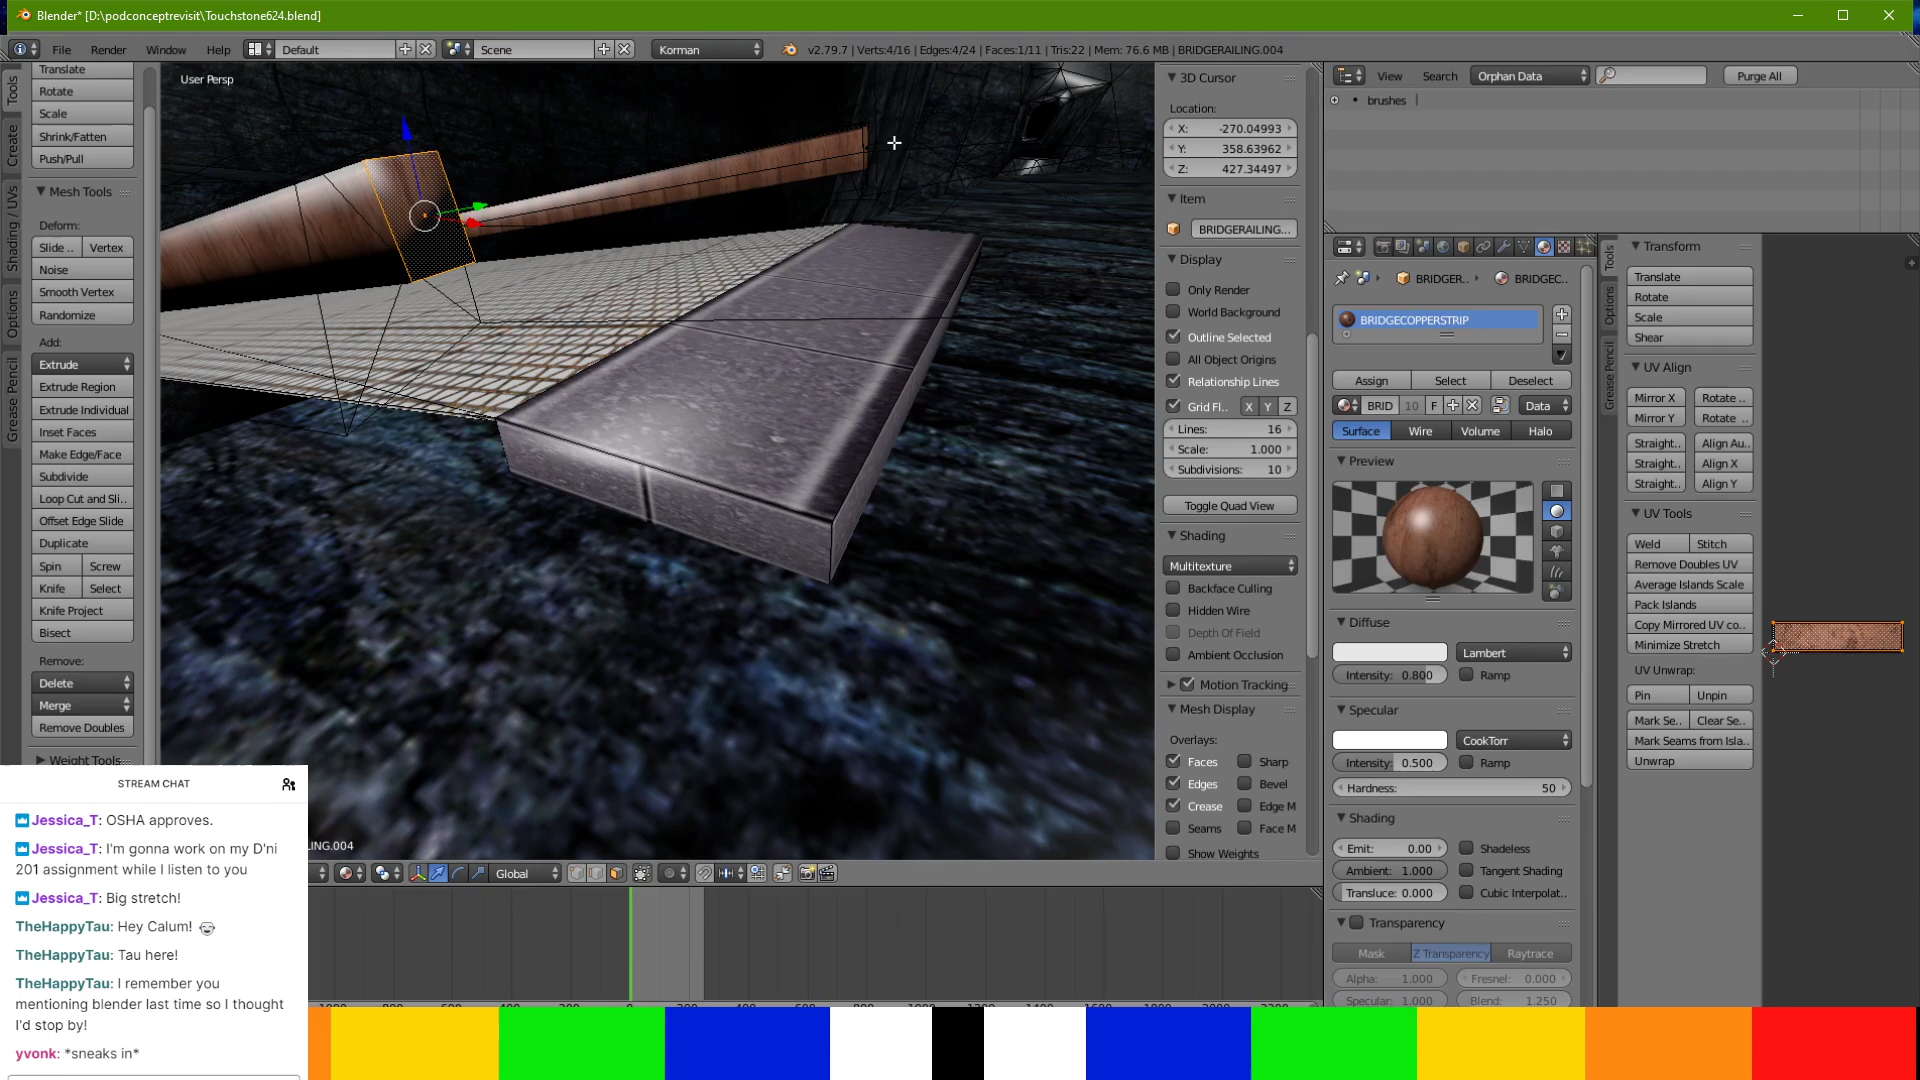 Blender* [D:\podconceptrevisit\Touchstone624.blend]
File Render Window Help Default Scene Korman v2.79.7 | Verts:4/16 | Edges:4/24 | Faces:1/11 | Tris:22 | Mem: 76.6 MB | BRIDGERAILING.004
Tools
Create
Shading / UVs
Options
Grease Pencil
Translate
Rotate
Scale
Shrink/Fatten
Push/Pull
Mesh Tools
Deform:
Slide .. Vertex
Noise
Smooth Vertex
Randomize
Add:
Extrude
Extrude Region
Extrude Individual
Inset Faces
Make Edge/Face
Subdivide
Loop Cut and Sli..
Offset Edge Slide
Duplicate
Spin Screw
Knife Select
Knife Project
Bisect
Remove:
Delete
Merge
Remove Doubles
Weight Tools
User Persp
LING.004
Global
3D Cursor
Location:
X: -270.04993
Y: 358.63962
Z: 427.34497
Item
BRIDGERAILING...
Display
Only Render
World Background
Outline Selected
All Object Origins
Relationship Lines
Grid Fl.. X Y Z
Lines: 16
Scale: 1.000
Subdivisions: 10
Toggle Quad View
Shading
Multitexture
Backface Culling
Hidden Wire
Depth Of Field
Ambient Occlusion
Motion Tracking
Mesh Display
Overlays:
Faces Sharp
Edges Bevel
Crease Edge M
Seams Face M
Show Weights
View Search Orphan Data Purge All
brushes
BRIDGER.. BRIDGEC..
BRIDGECOPPERSTRIP
Assign Select Deselect
BRID 10 F Data
Surface Wire Volume Halo
Preview
Diffuse
Lambert
Intensity: 0.800 Ramp
Specular
CookTorr
Intensity: 0.500 Ramp
Hardness: 50
Shading
Emit: 0.00 Shadeless
Ambient: 1.000 Tangent Shading
Transluce: 0.000 Cubic Interpolat..
Transparency
Mask Z Transparency Raytrace
Alpha: 1.000 Fresnel: 0.000
Specular: 1.000 Blend: 1.250
Tools
Options
Grease Pencil
Transform
Translate
Rotate
Scale
Shear
UV Align
Mirror X Rotate ..
Mirror Y Rotate ..
Straight.. Align Au..
Straight.. Align X
Straight.. Align Y
UV Tools
Weld Stitch
Remove Doubles UV
Average Islands Scale
Pack Islands
Copy Mirrored UV co..
Minimize Stretch
UV Unwrap:
Pin Unpin
Mark Se.. Clear Se..
Mark Seams from Isla..
Unwrap
STREAM CHAT
Jessica_T: OSHA approves.
Jessica_T: I'm gonna work on my D'ni
201 assignment while I listen to you
Jessica_T: Big stretch!
TheHappyTau: Hey Calum!
TheHappyTau: Tau here!
TheHappyTau: I remember you
mentioning blender last time so I thought
I'd stop by!
yvonk: *sneaks in*